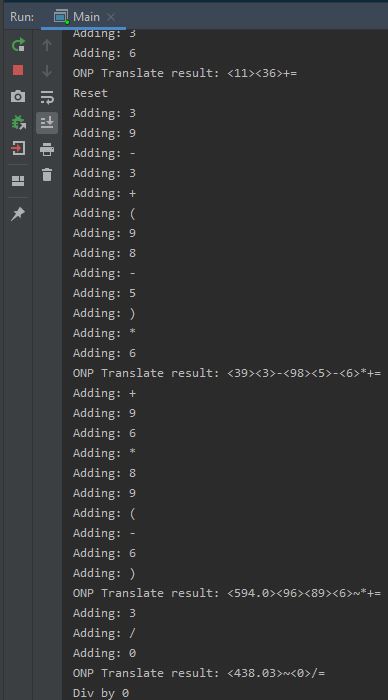 Run: Main
Adding: 3
Adding: 6
ONP Translate result: <11><36>+=
Reset
Adding: 3
Adding: 9
Adding: -
Adding: 3
Adding: +
Adding: (
Adding: 9
Adding: 8
Adding: -
Adding: 5
Adding: )
Adding: *
Adding: 6
ONP Translate result: <39><3>-<98><5>-<6>*+=
Adding: +
Adding: 9
Adding: 6
Adding: *
Adding: 8
Adding: 9
Adding: (
Adding: -
Adding: 6
Adding: )
ONP Translate result: <594.0><96><89><6>~*+=
Adding: 3
Adding: /
Adding: 0
ONP Translate result: <438.03>~<0>/=
Div by 0